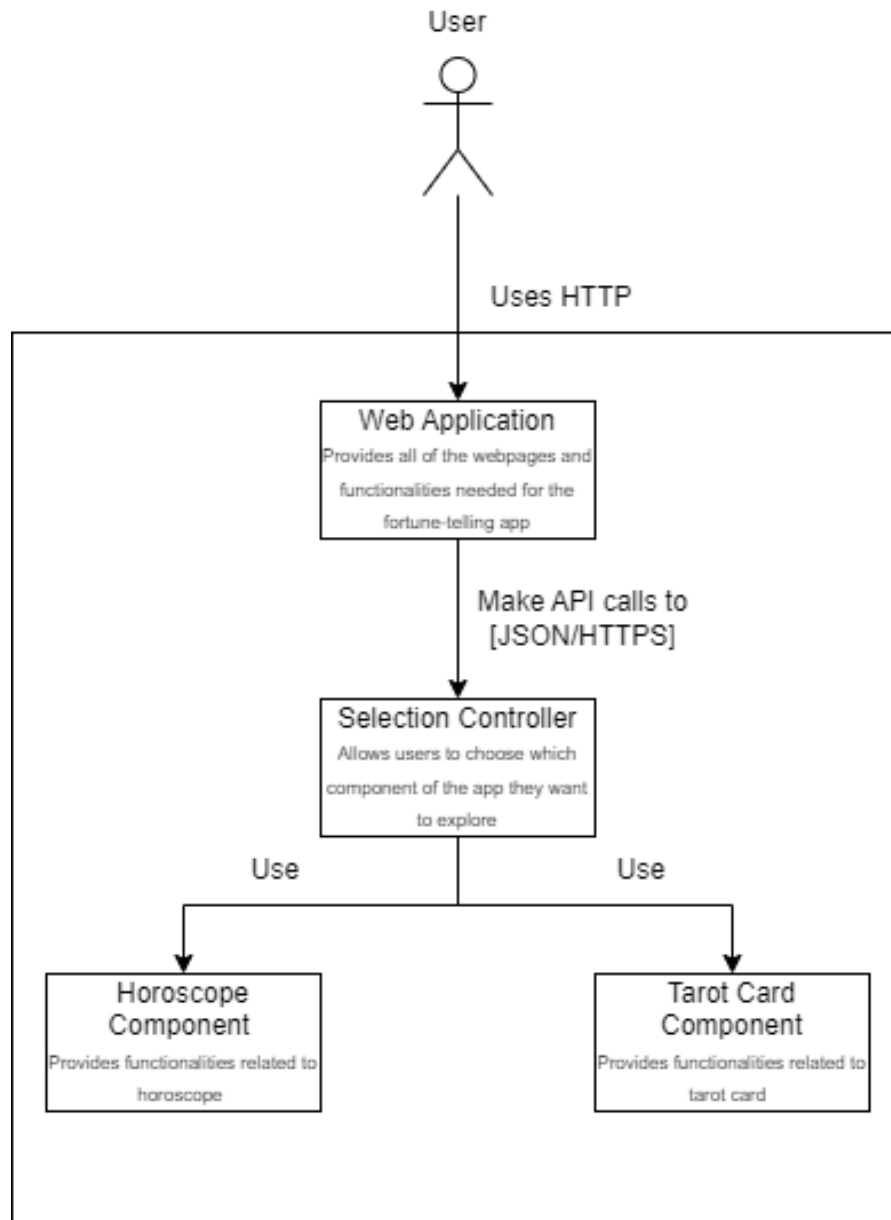 User
Uses HTTP
Web Application
Provides all of the webpages and
functionalities needed for the
fortune-telling app
Make API calls to
[JSON/HTTPS]
Selection Controller
Allows users to choose which
component of the app they want
to explore
Use
Use
Horoscope
Component
Provides functionalities related to
horoscope
Tarot Card
Component
Provides functionalities related to
tarot card